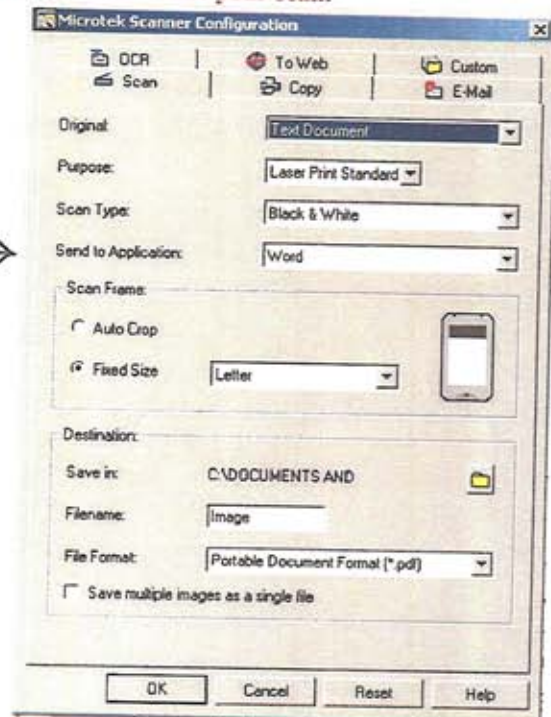 Microtek Scanner Configuration
OCR To Web Custom
Scan Copy E-Mail
Original: Text Document
Purpose: Laser Print Standard
Scan Type: Black & White
Send to Application: Word
Scan Frame:
Auto Crop
Fixed Size Letter
Destination:
Save in: C:\DOCUMENTS AND
Filename: Image
File Format: Portable Document Format (*.pdf)
Save multiple images as a single file
OK Cancel Reset Help